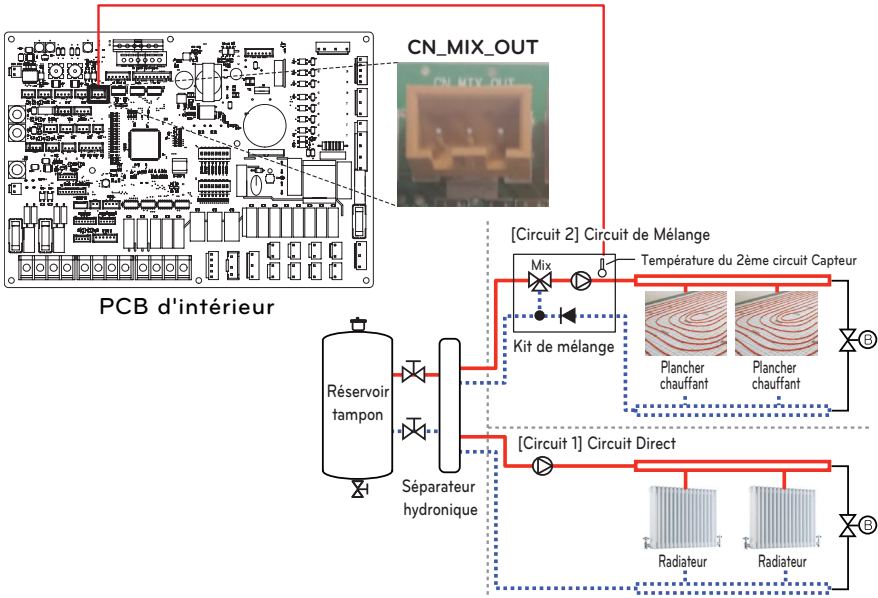 CN_MIX_OUT
CN_MIX_OUT
[Circuit 2] Circuit de Mélange
Température du 2ème circuit Capteur
Mix
PCB d'intérieur
Kit de mélange
B
Plancher
chauffant
Plancher
chauffant
Réservoir
tampon
[Circuit 1] Circuit Direct
Séparateur
hydronique
B
Radiateur
Radiateur